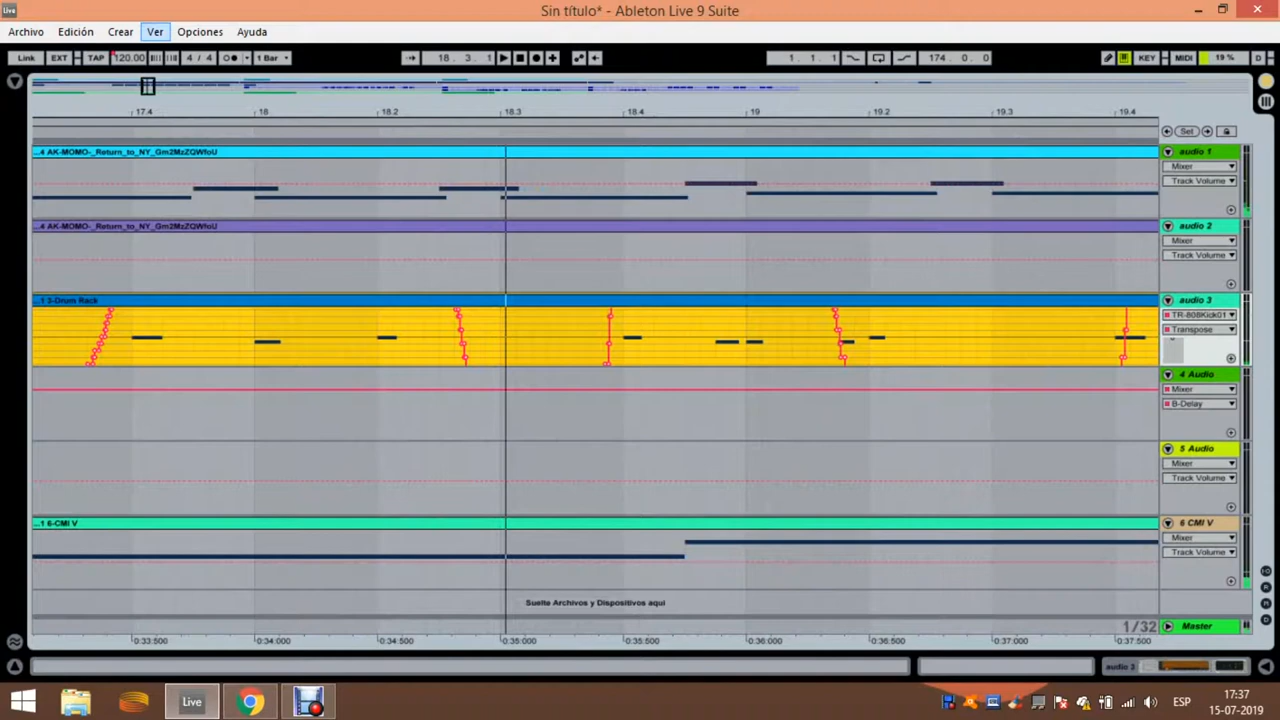 Live
Sin título* - Ableton Live 9 Suite
Archivo Edición Crear Ver Opciones Ayuda
Link EXT TAP 120.00 4 / 4 1 Bar 18. 3. 1 1. 1. 1 174. 0. 0 KEY MIDI 19 % D
17.4 18 18.2 18.3 18.4 19 19.2 19.3 19.4
Set
...4 AK-MOMO-_Return_to_NY_Gm2MzZQWfoU
audio 1
Mixer
Track Volume
...4 AK-MOMO-_Return_to_NY_Gm2MzZQWfoU
audio 2
Mixer
Track Volume
...1 3-Drum Rack
audio 3
TR-808Kick01
Transpose
4 Audio
Mixer
B-Delay
5 Audio
Mixer
Track Volume
...1 6-CMI V
6 CMI V
Mixer
Track Volume
Suelte Archivos y Dispositivos aquí
1/32
Master
0:33:500 0:34:000 0:34:500 0:35:000 0:35:500 0:36:000 0:36:500 0:37:000 0:37:500
audio 3
Live
ESP
17:37
15-07-2019